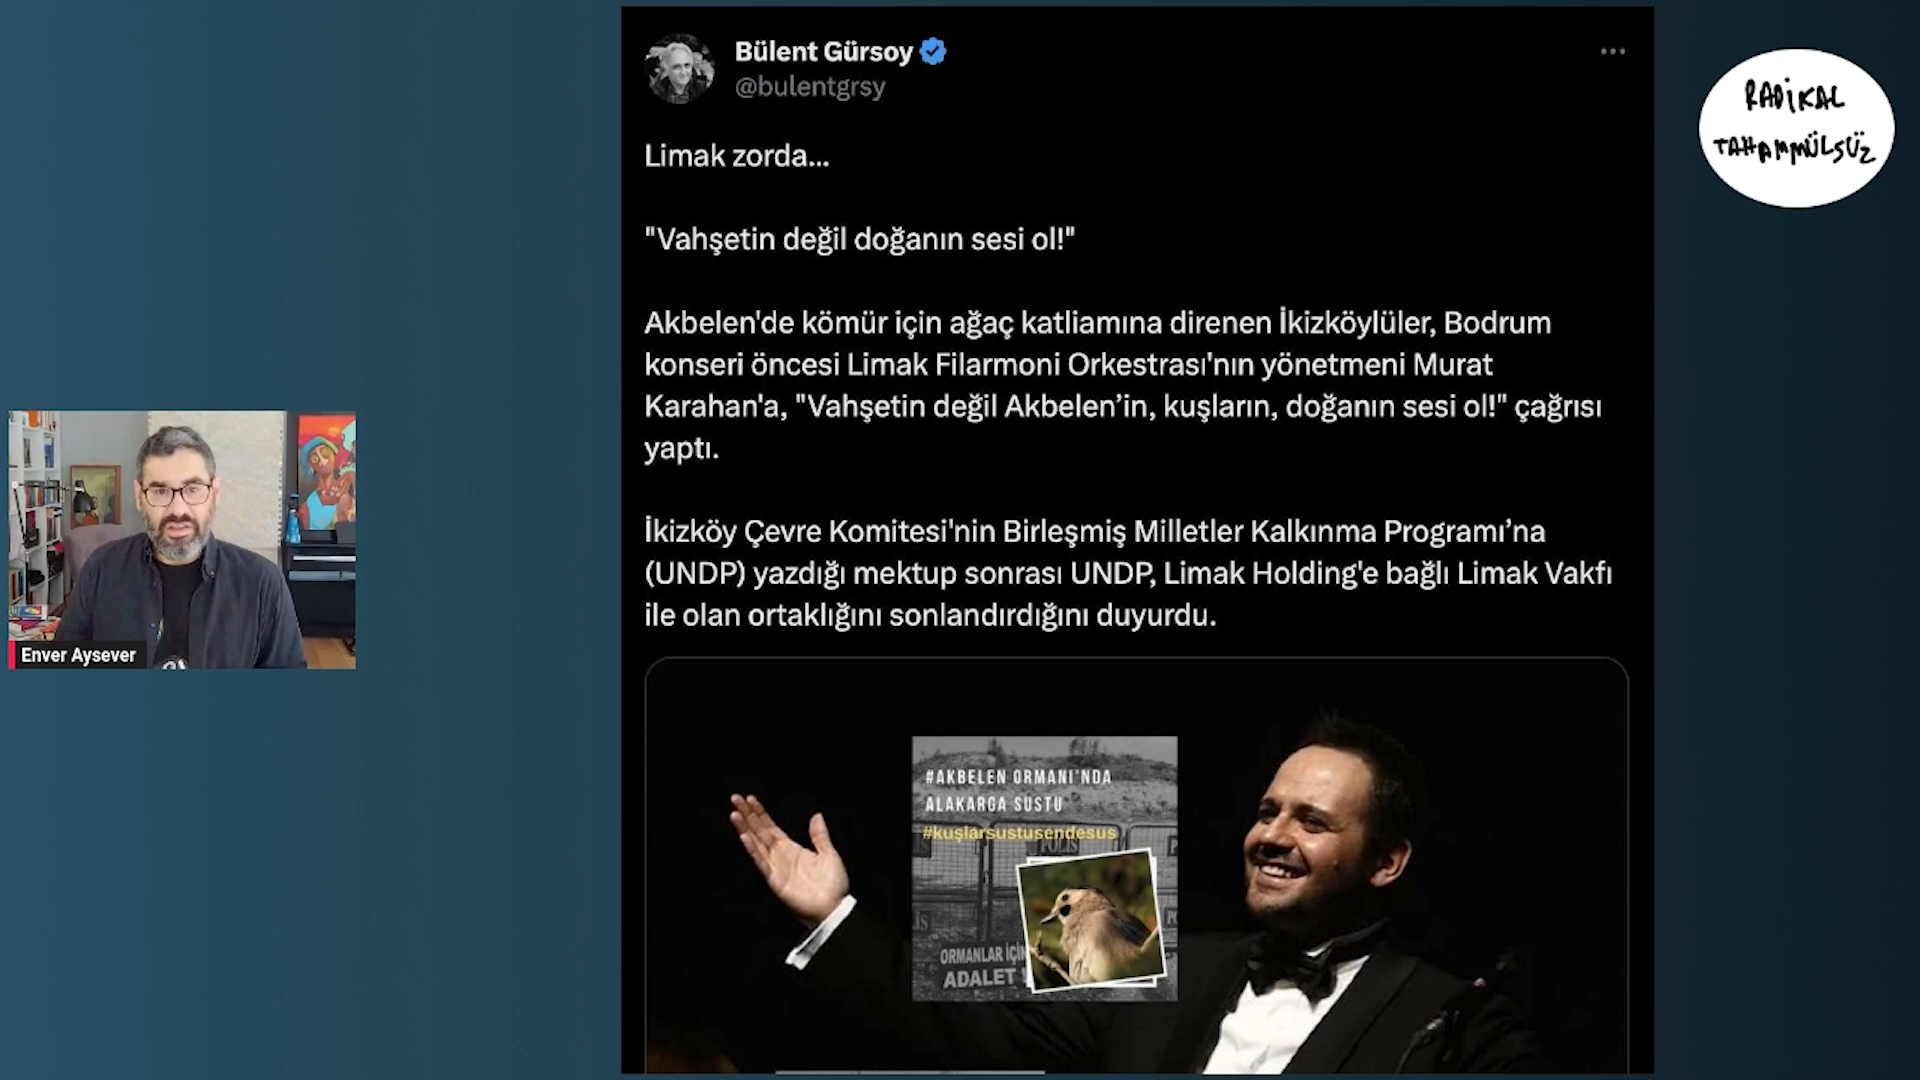 Bülent Gürsoy
@bulentgrsy
Limak zorda...
"Vahşetin değil doğanın sesi ol!"
Akbelen'de kömür için ağaç katliamına direnen İkizköylüler, Bodrum
konseri öncesi Limak Filarmoni Orkestrası'nın yönetmeni Murat
Karahan'a, "Vahşetin değil Akbelen’in, kuşların, doğanın sesi ol!" çağrısı
yaptı.
İkizköy Çevre Komitesi'nin Birleşmiş Milletler Kalkınma Programı’na
(UNDP) yazdığı mektup sonrası UNDP, Limak Holding'e bağlı Limak Vakfı
ile olan ortaklığını sonlandırdığını duyurdu.
#AKBELEN ORMANI'NDA
ALAKARGA SUSTU
#kuşlarsustusendesus
POLİS
ORMANLAR İÇİN
ADALET
Enver Aysever
RADİKAL
TAHAMMÜLSÜZ